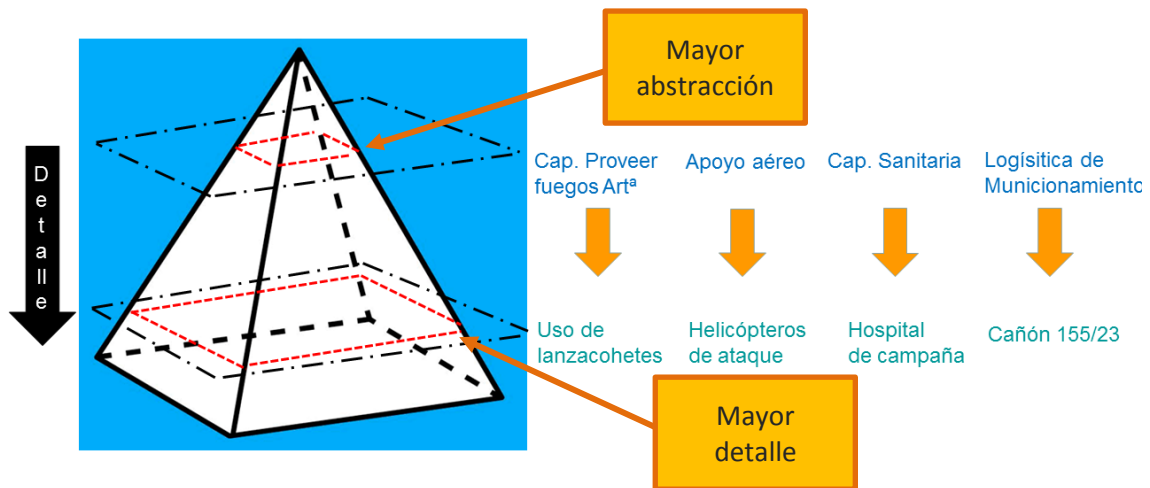 Mayor
abstracción
Detalle
Cap. Proveer
fuegos Artª
Apoyo aéreo
Cap. Sanitaria
Logísitica de
Municionamiento
Uso de
lanzacohetes
Helicópteros
de ataque
Hospital
de campaña
Cañón 155/23
Mayor
detalle